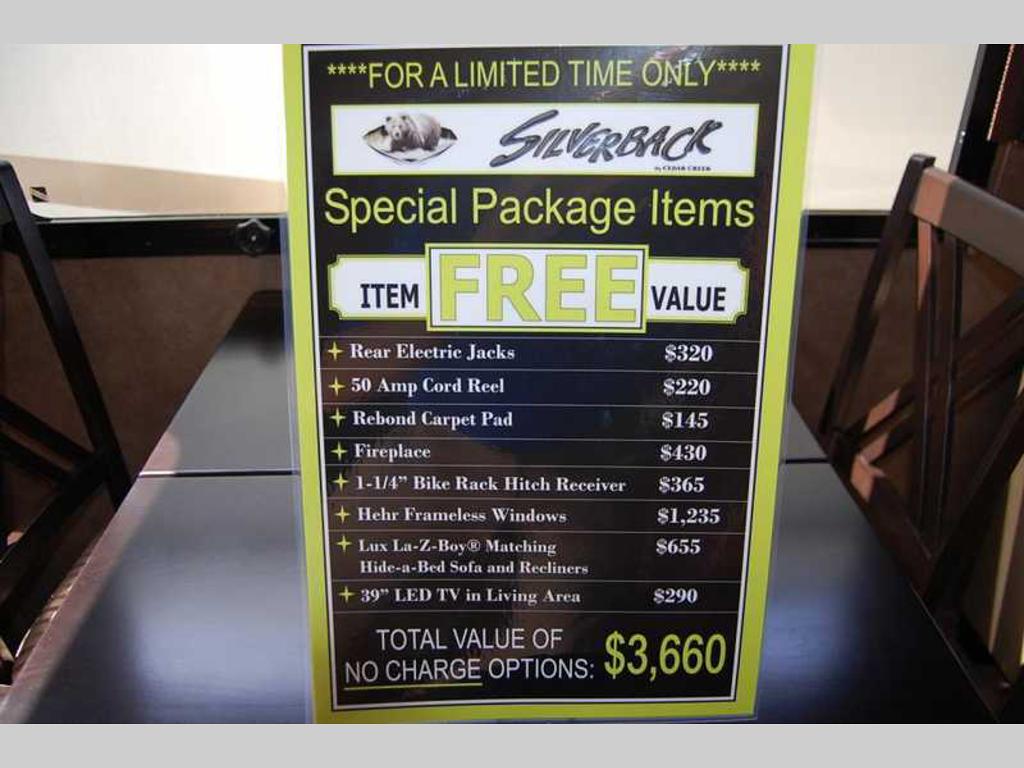 ****FOR A LIMITED TIME ONLY****
SILVERBACK
by CEDAR CREEK
Special Package Items
ITEM FREE VALUE
Rear Electric Jacks $320
50 Amp Cord Reel $220
Rebond Carpet Pad $145
Fireplace $430
1-1/4” Bike Rack Hitch Receiver $365
Hehr Frameless Windows $1,235
Lux La-Z-Boy® Matching $655
Hide-a-Bed Sofa and Recliners
39” LED TV in Living Area $290
TOTAL VALUE OF
NO CHARGE OPTIONS: $3,660